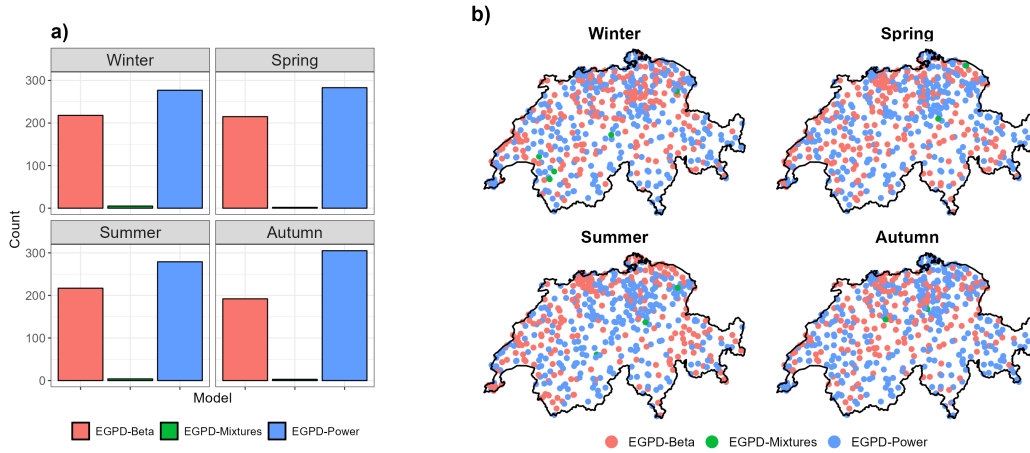 a)
Winter
Spring
300
200
100
0
Summer
Autumn
300
200
100
0
Count
Model
EGPD-Beta
EGPD-Mixtures
EGPD-Power
b)
Winter
Spring
Summer
Autumn
EGPD-Beta
EGPD-Mixtures
EGPD-Power